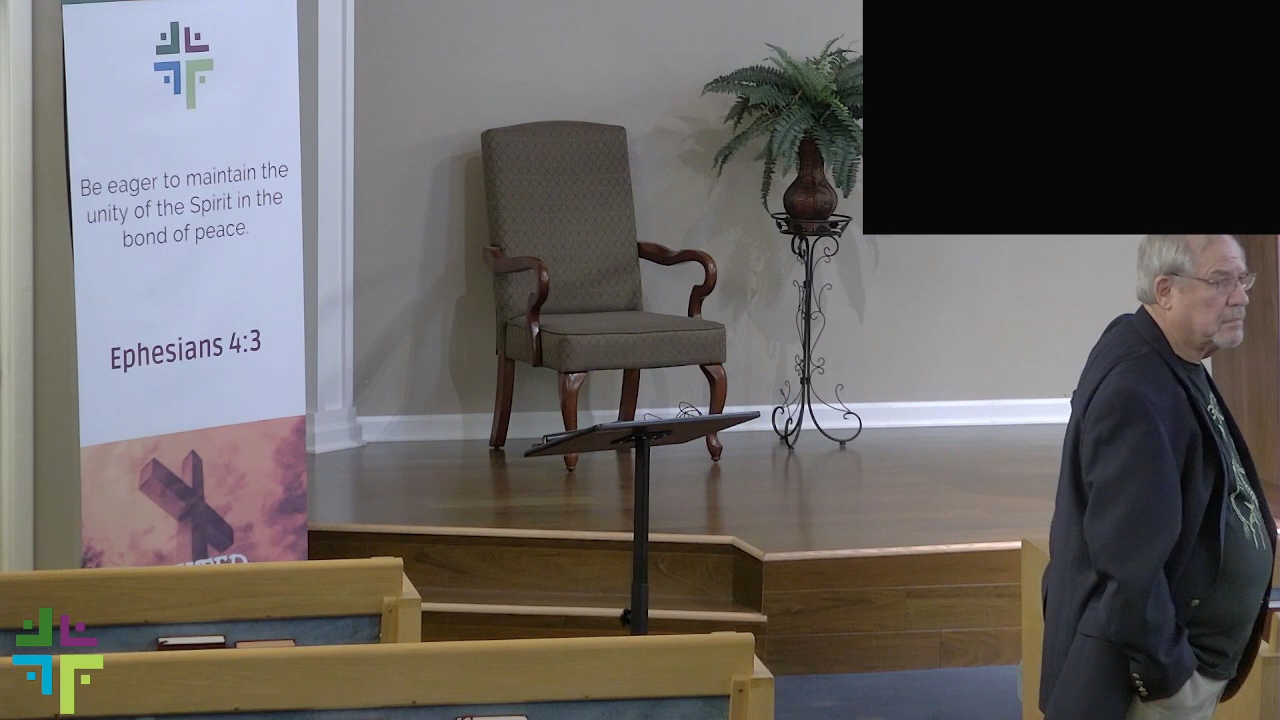 Be eager to maintain the
unity of the Spirit in the
bond of peace.
Ephesians 4:3